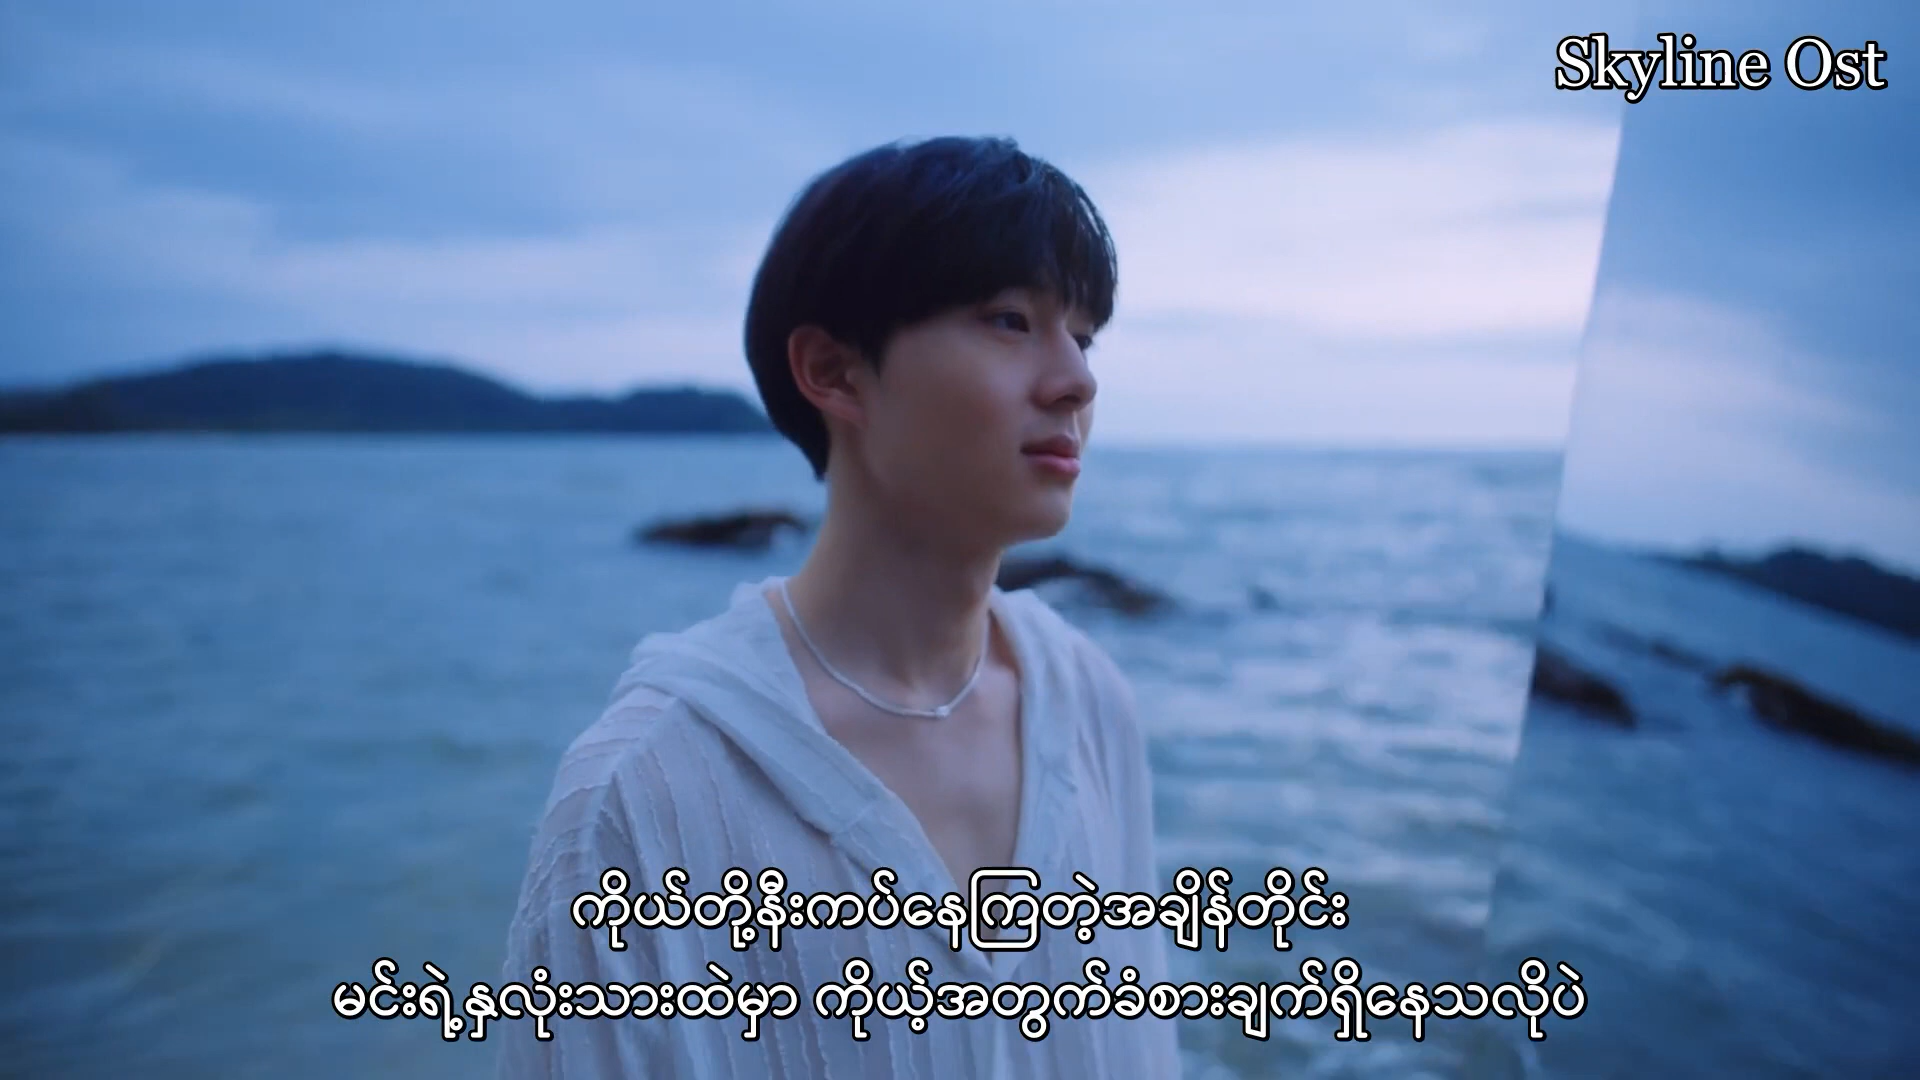 Skyline Ost
ကိုယ်တို့နီးကပ်နေကြတဲ့အချိန်တိုင်း
မင်းရဲ့နှလုံးသားထဲမှာ ကိုယ့်အတွက်ခံစားချက်ရှိနေသလိုပဲ